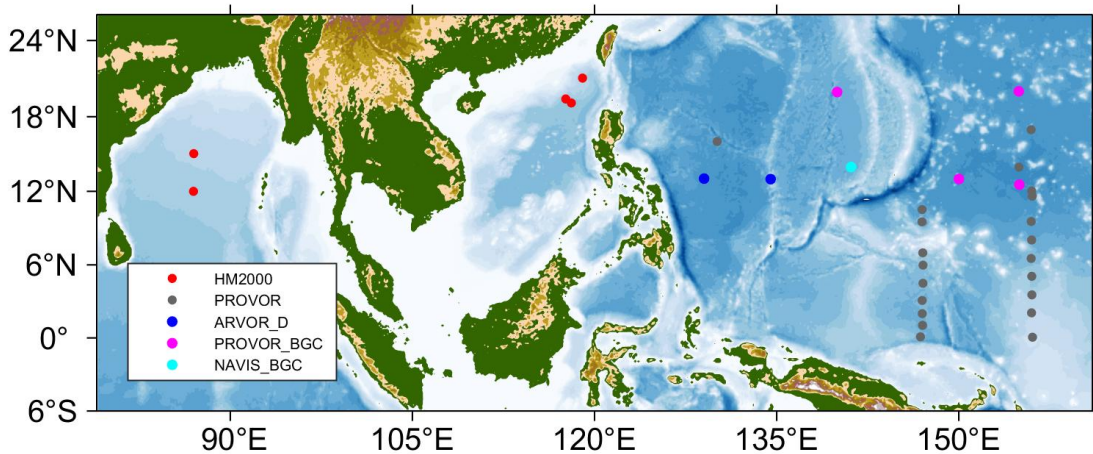 24°N
18°N
12°N
6°N
0°
6°S
HM2000
PROVOR
ARVOR_D
PROVOR_BGC
NAVIS_BGC
90°E
105°E
120°E
135°E
150°E